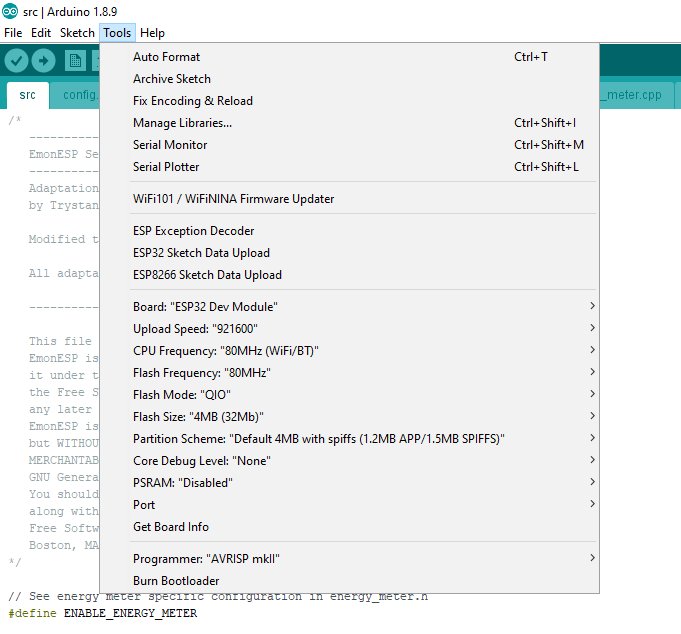 src | Arduino 1.8.9
File Edit Sketch Tools Help
src config. _meter.cpp
Auto Format Ctrl+T
Archive Sketch
Fix Encoding & Reload
Manage Libraries... Ctrl+Shift+I
Serial Monitor Ctrl+Shift+M
Serial Plotter Ctrl+Shift+L
WiFi101 / WiFiNINA Firmware Updater
ESP Exception Decoder
ESP32 Sketch Data Upload
ESP8266 Sketch Data Upload
Board: "ESP32 Dev Module"
Upload Speed: "921600"
CPU Frequency: "80MHz (WiFi/BT)"
Flash Frequency: "80MHz"
Flash Mode: "QIO"
Flash Size: "4MB (32Mb)"
Partition Scheme: "Default 4MB with spiffs (1.2MB APP/1.5MB SPIFFS)"
Core Debug Level: "None"
PSRAM: "Disabled"
Port
Get Board Info
Programmer: "AVRISP mkII"
Burn Bootloader
/*
----------
EmonESP Se
----------
Adaptation
by Trystan
Modified t
All adapta
----------
This file
EmonESP is
it under t
the Free S
any later
EmonESP is
but WITHOU
MERCHANTAB
GNU Genera
You should
along with
Free Softw
Boston, MA
*/
// See energy meter specific configuration in energy_meter.h
#define ENABLE_ENERGY_METER